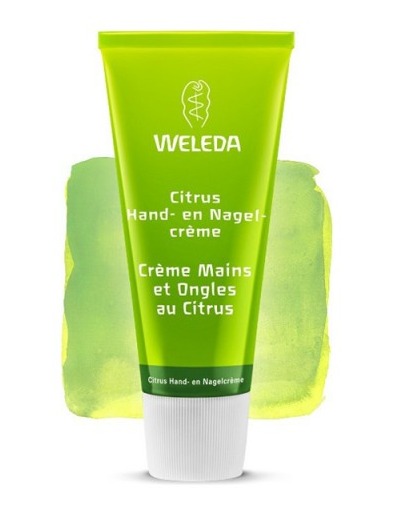 WELEDA
Citrus
Hand- en Nagel-
crème
Crème Mains
et Ongles
au Citrus
Citrus Hand- en Nagelcrème